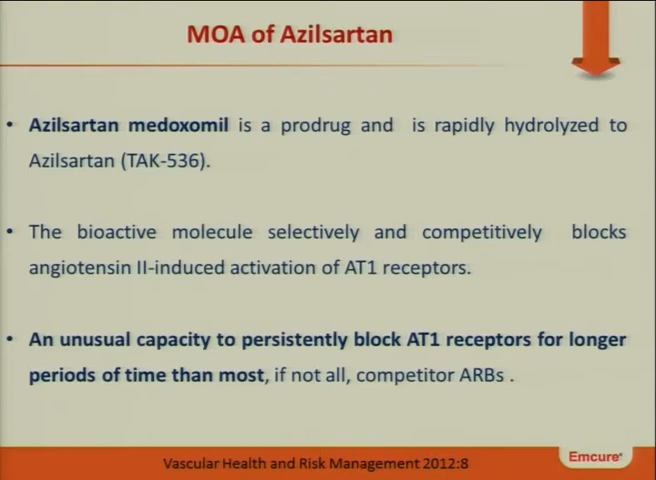 MOA of Azilsartan
• Azilsartan medoxomil is a prodrug and is rapidly hydrolyzed to
Azilsartan (TAK-536).
• The bioactive molecule selectively and competitively blocks
angiotensin II-induced activation of AT1 receptors.
• An unusual capacity to persistently block AT1 receptors for longer
periods of time than most, if not all, competitor ARBs .
Vascular Health and Risk Management 2012:8
Emcure